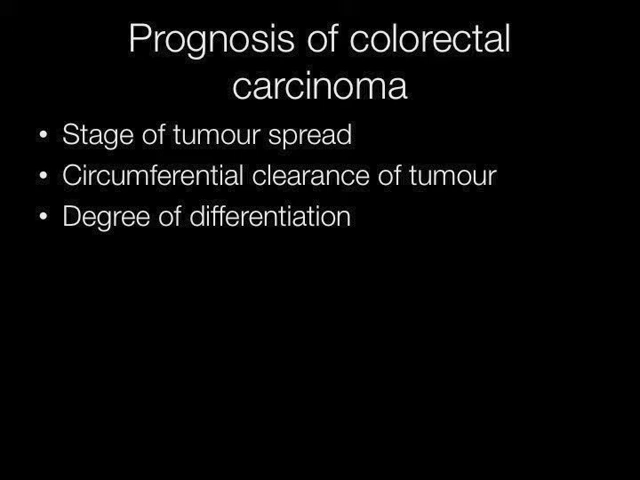 Prognosis of colorectal
carcinoma
• Stage of tumour spread
• Circumferential clearance of tumour
• Degree of differentiation